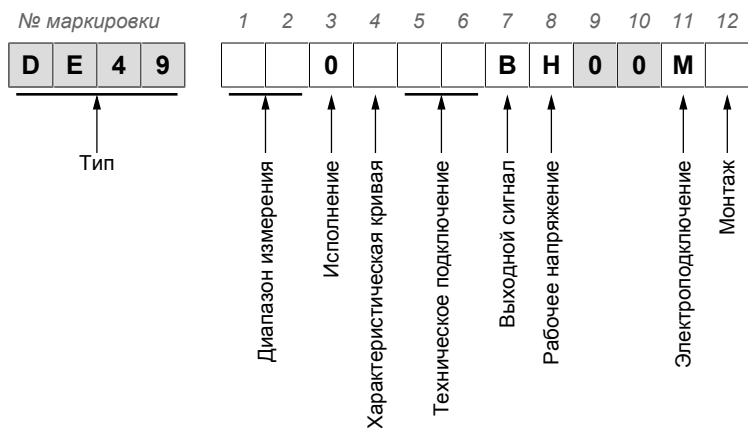 № маркировки 1 2 3 4 5 6 7 8 9 10 11 12
D E 4 9 0 B H 0 0 M
Тип
Диапазон измерения
Исполнение
Характеристическая кривая
Техническое подключение
Выходной сигнал
Рабочее напряжение
Электроподключение
Монтаж